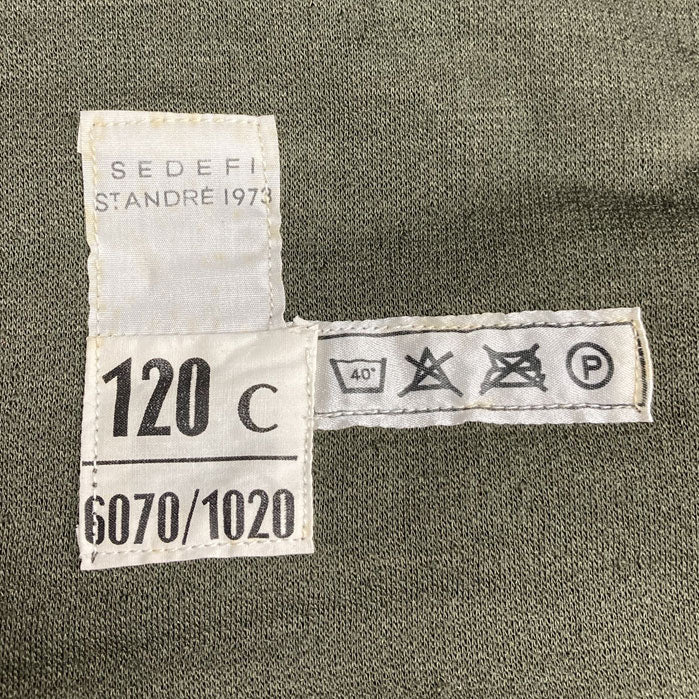 SEDEFI
ST.ANDRÉ 1973
120 C
6070/1020
40°
P